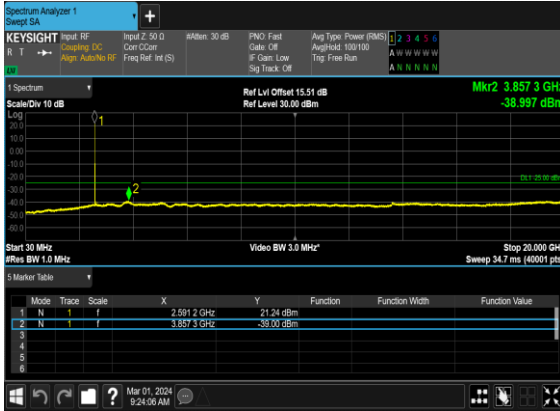 Spectrum Analyzer 1
Swept SA
+
KEYSIGHT Input: RF Input Z: 50 Ω #Atten: 30 dB PNO: Fast Avg Type: Power (RMS) 1 2 3 4 5 6
R T Coupling: DC Corr CCorr Gate: Off Avg|Hold: 100/100 A W W W W W
Align: Auto/No RF Freq Ref: Int (S) IF Gain: Low Trig: Free Run
Sig Track: Off A N N N N N
1 Spectrum Ref Lvl Offset 15.51 dB Mkr2 3.857 3 GHz
Scale/Div 10 dB Ref Level 30.00 dBm -38.997 dBm
Log
20.0
10.0
0.00
-10.0
-20.0
-30.0
-40.0
-50.0
-60.0
1
2
DL1 -25.00 dBm
Start 30 MHz Video BW 3.0 MHz* Stop 20.000 GH
#Res BW 1.0 MHz Sweep 34.7 ms (40001 pts
5 Marker Table
Mode Trace Scale X Y Function Function Width Function Value
1 N 1 f 2.591 2 GHz 21.24 dBm
2 N 1 f 3.857 3 GHz -39.00 dBm
3
4
5
6
? Mar 01, 2024
9:24:06 AM